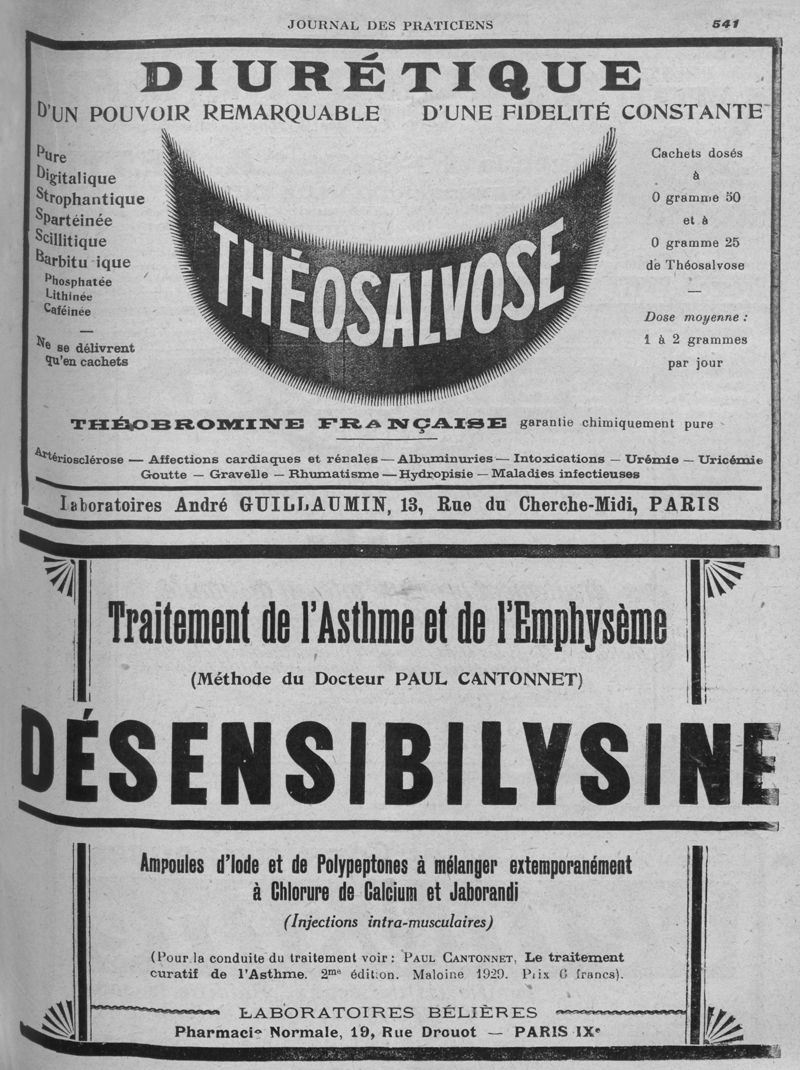 JOURNAL DES PRATICIENS 541
DIURÉTIQUE
D'UN POUVOIR REMARQUABLE D'UNE FIDELITÉ CONSTANTE
Pure
Digitalique
Strophantique
Spartéinée
Scillitique
Barbitu ique
Phosphatée
Lithinée
Caféinée
Ne se délivrent
qu'en cachets
THÉOSALVOSE
Cachets dosés
à
0 gramme 50
et à
0 gramme 25
de Théosalvose
Dose moyenne :
1 à 2 grammes
par jour
THÉOBROMINE FRANÇAISE garantie chimiquement pure
Artériosclérose — Affections cardiaques et rénales — Albuminuries — Intoxications — Urémie — Uricémie
Goutte — Gravelle — Rhumatisme — Hydropisie — Maladies infectieuses
Laboratoires André GUILLAUMIN, 13, Rue du Cherche-Midi, PARIS
Traitement de l'Asthme et de l'Emphysème
(Méthode du Docteur PAUL CANTONNET)
DÉSENSIBILYSINE
Ampoules d'Iode et de Polypeptones à mélanger extemporanément
à Chlorure de Calcium et Jaborandi
(Injections intra-musculaires)
(Pour la conduite du traitement voir : PAUL CANTONNET, Le traitement
curatif de l'Asthme. 2me édition. Maloine 1929. Prix 6 francs).
LABORATOIRES BÉLIÈRES
Pharmacie Normale, 19, Rue Drouot — PARIS IXe